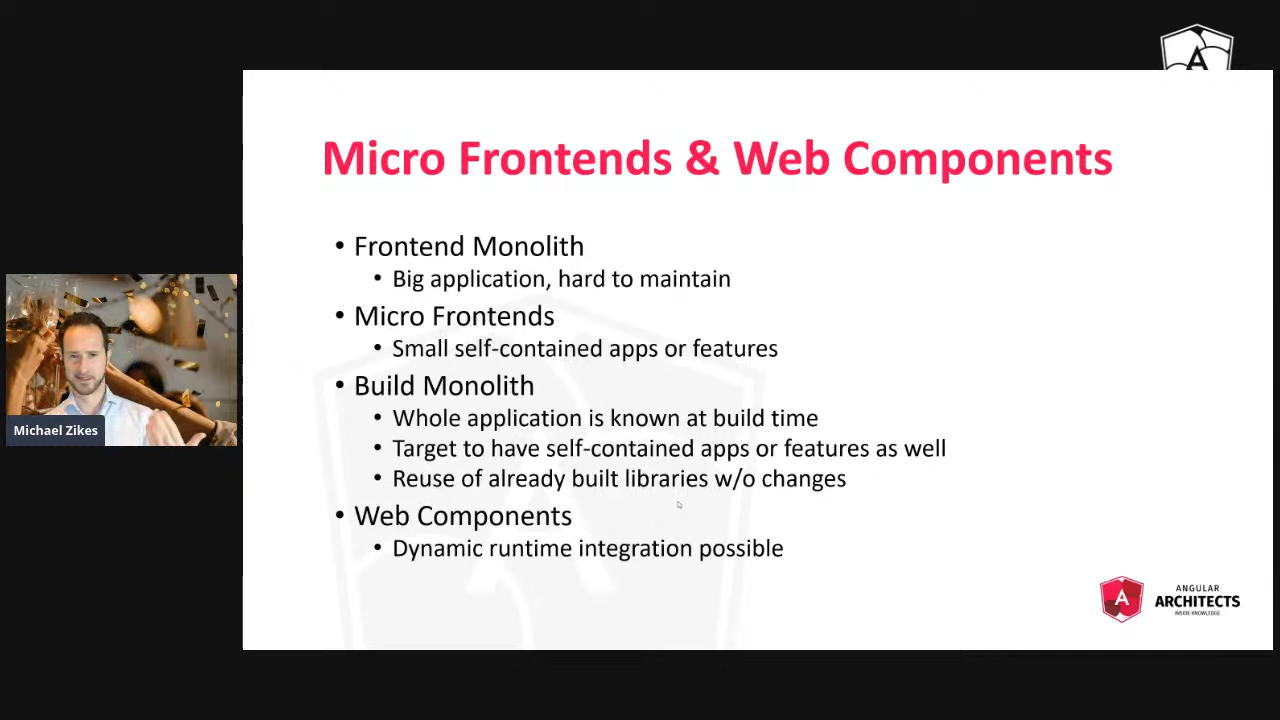 Micro Frontends & Web Components
• Frontend Monolith
• Big application, hard to maintain
• Micro Frontends
• Small self-contained apps or features
• Build Monolith
• Whole application is known at build time
• Target to have self-contained apps or features as well
• Reuse of already built libraries w/o changes
• Web Components
• Dynamic runtime integration possible
Michael Zikes
A
A
ANGULAR
ARCHITECTS
INSIDE KNOWLEDGE